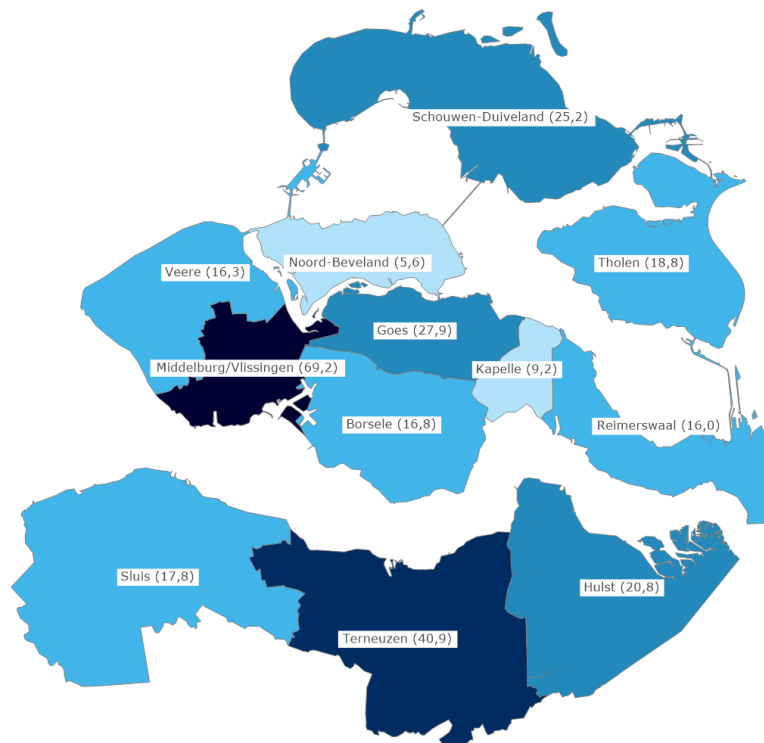 Schouwen-Duiveland (25,2)
Noord-Beveland (5,6)
Tholen (18,8)
Veere (16,3)
Goes (27,9)
Middelburg/Vlissingen (69,2)
Kapelle (9,2)
Borsele (16,8)
Reimerswaal (16,0)
Sluis (17,8)
Hulst (20,8)
Terneuzen (40,9)